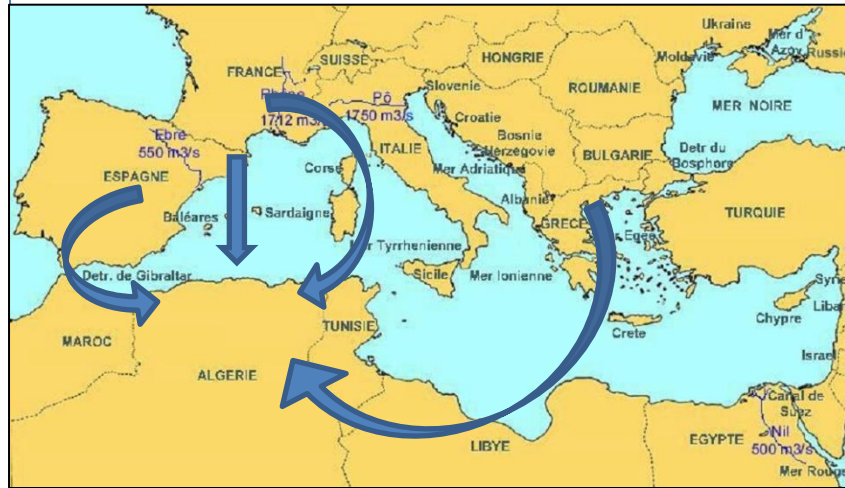 Ukraine
Mer d'
Azov
Russie
Moldavie
SUISSE
HONGRIE
FRANCE
ROUMANIE
Slovenie
Pô
1712 m3/s
1750 m3/s
Croatie
MER NOIRE
Ebre
550 m3/s
ITALIE
Bosnie
Herzegovie
BULGARIE
Detr du
Bosphore
Corse
Mer Adriatique
ESPAGNE
Albanie
Baléares
Sardaigne
GRECE
TURQUIE
Egée
Mer Tyrrhenienne
Detr. de Gibraltar
Sicile
Mer Ionienne
Syrie
Liban
Chypre
Crete
MAROC
TUNISIE
Israel
ALGERIE
Canal de
Suez
LIBYE
EGYPTE
Nil
500 m3/s
Mer Rouge